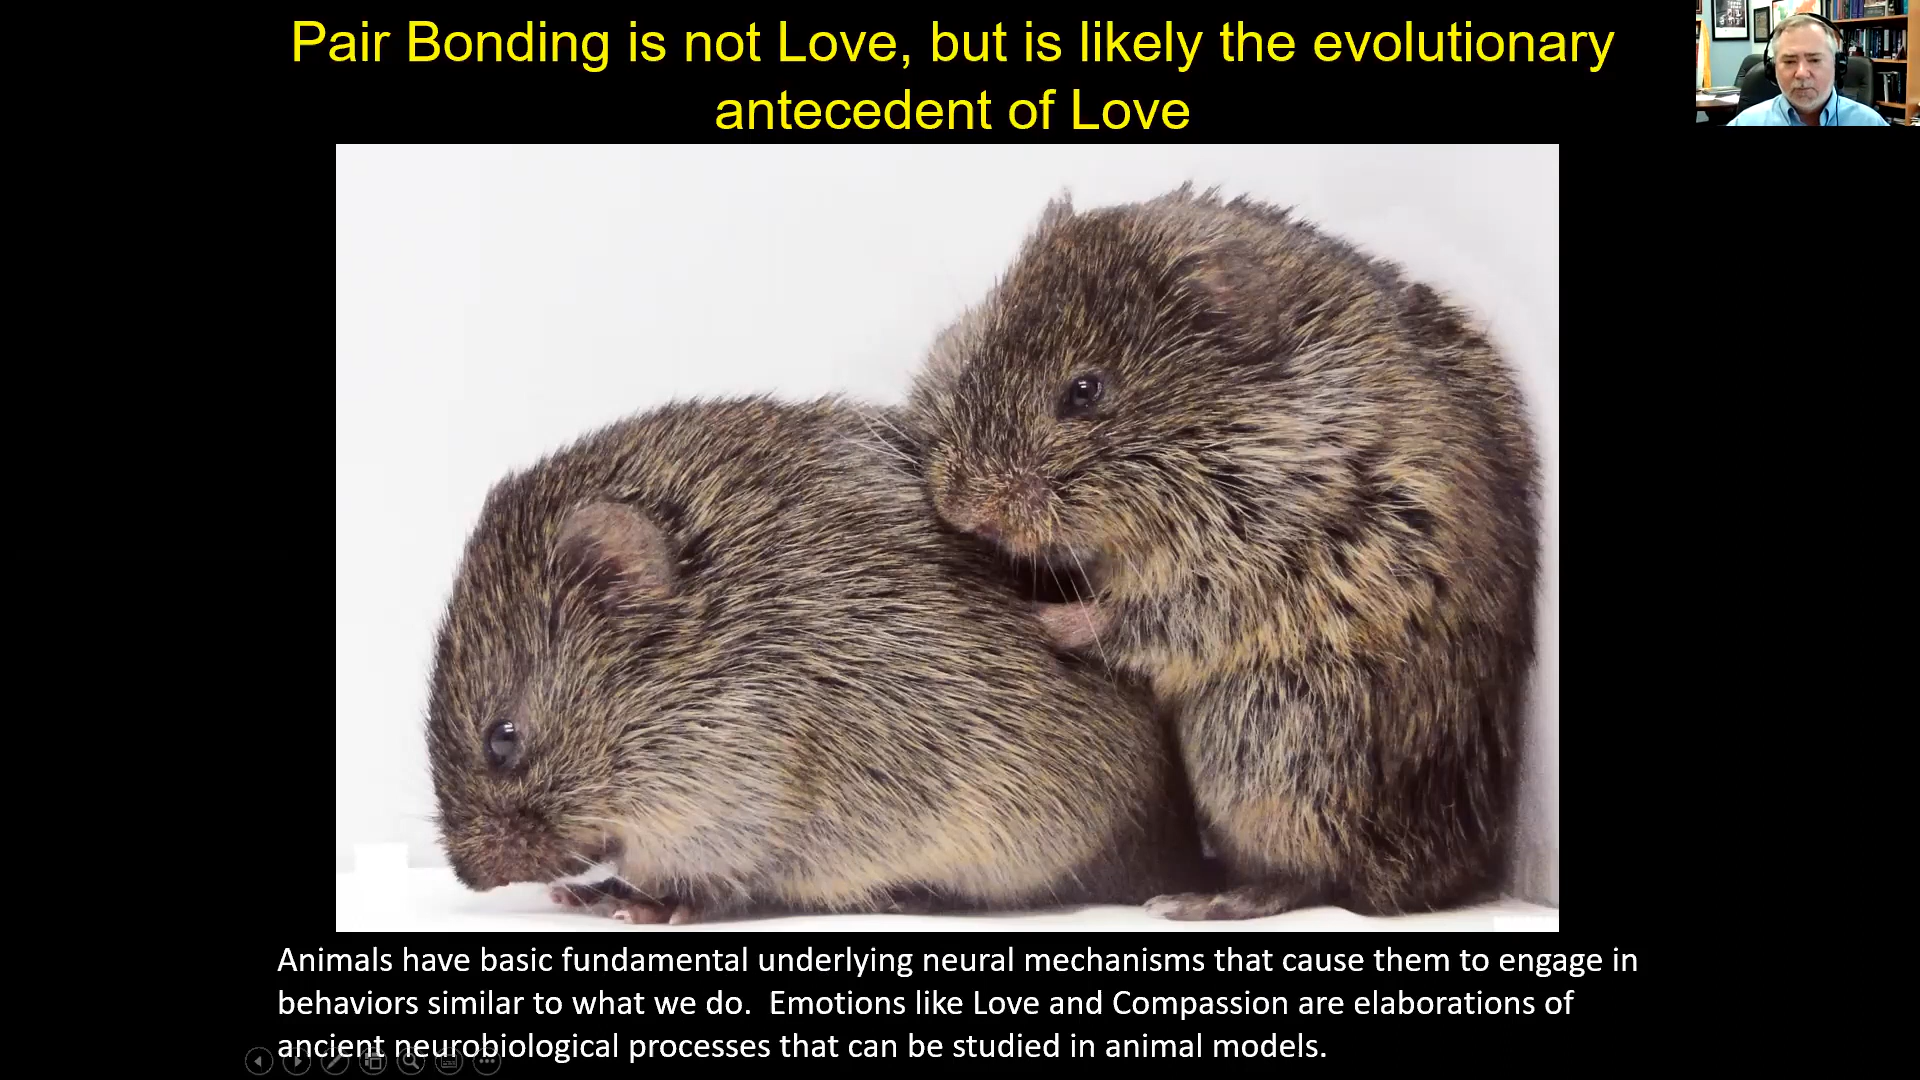 Pair Bonding is not Love, but is likely the evolutionary
antecedent of Love
Animals have basic fundamental underlying neural mechanisms that cause them to engage in
behaviors similar to what we do.  Emotions like Love and Compassion are elaborations of
ancient neurobiological processes that can be studied in animal models.